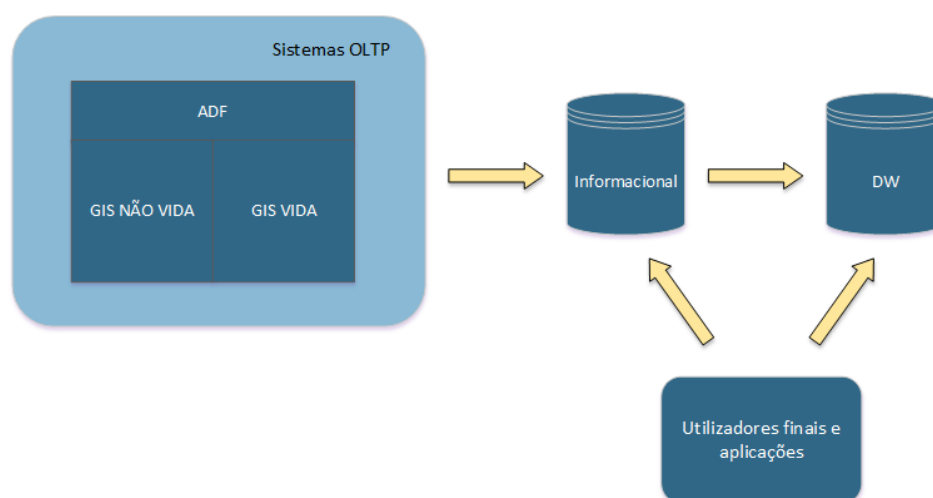 Sistemas OLTP
ADF
GIS NÃO VIDA
GIS VIDA
Informacional
DW
Utilizadores finais e
aplicações